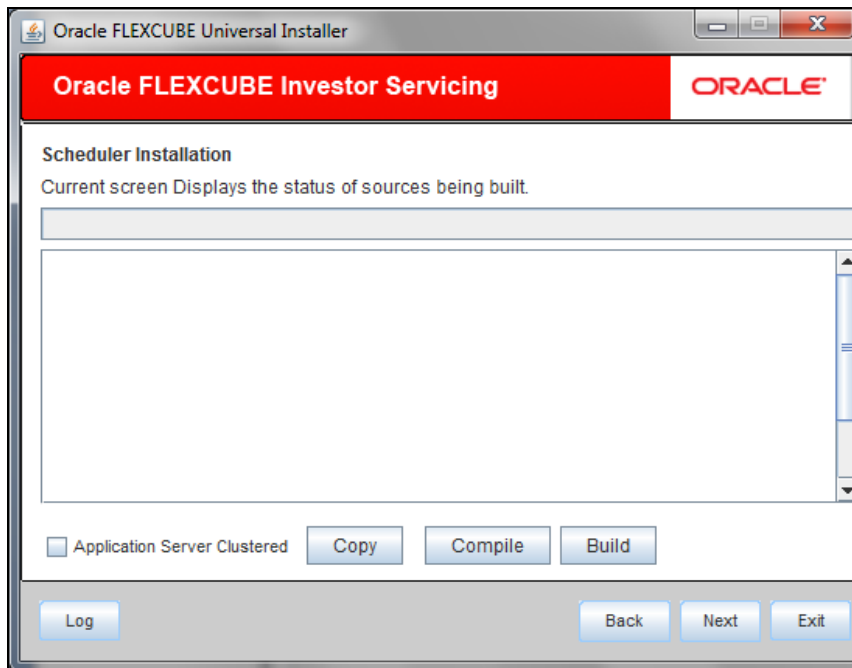 Oracle FLEXCUBE Universal Installer
Oracle FLEXCUBE Investor Servicing
ORACLE
Scheduler Installation
Current screen Displays the status of sources being built.
Application Server Clustered Copy Compile Build
Log Back Next Exit